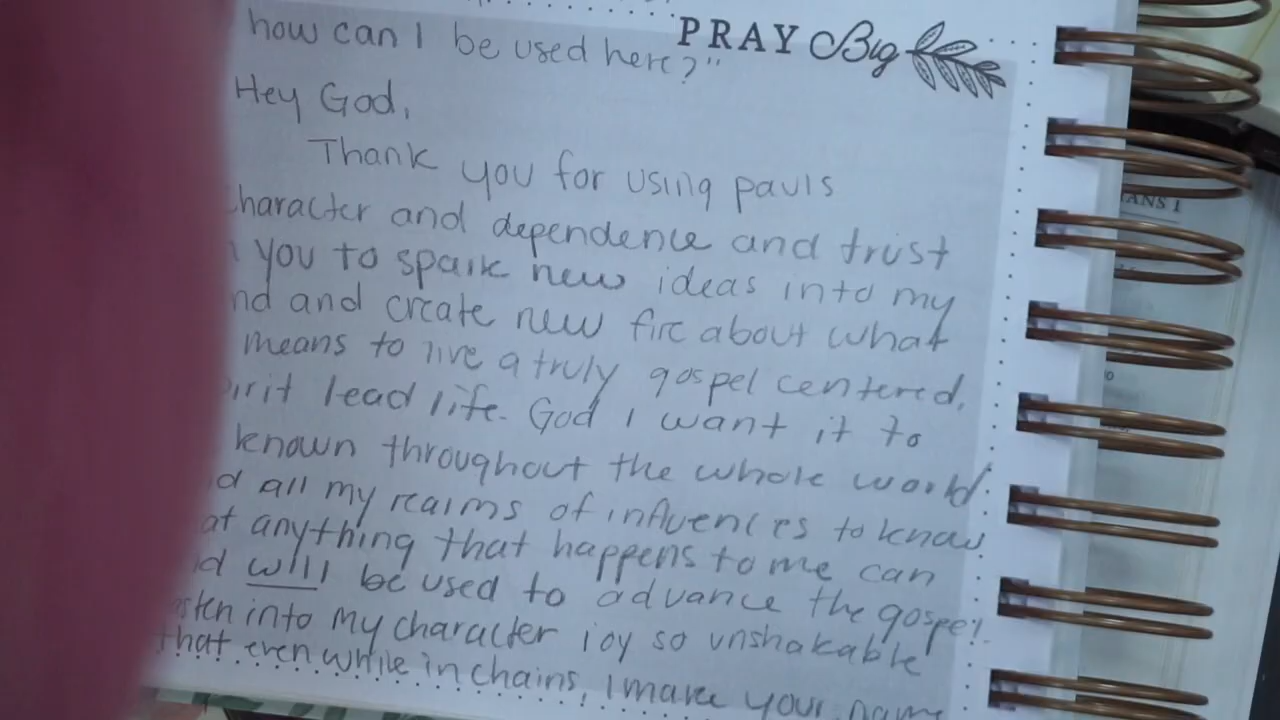 PRAY Big
how can I be used here?"
Hey God,
Thank you for using pauls
character and dependence and trust
you to spark new ideas into my
nd and create new fire about what
means to live a truly gospel centered,
irit lead life. God I want it to
known throughout the whole world.
d all my realms of influences to know
at anything that happens to me can
nd will be used to advance the gospel.
into my character joy so unshakable
that even while in chains, I make your name
ANS 1